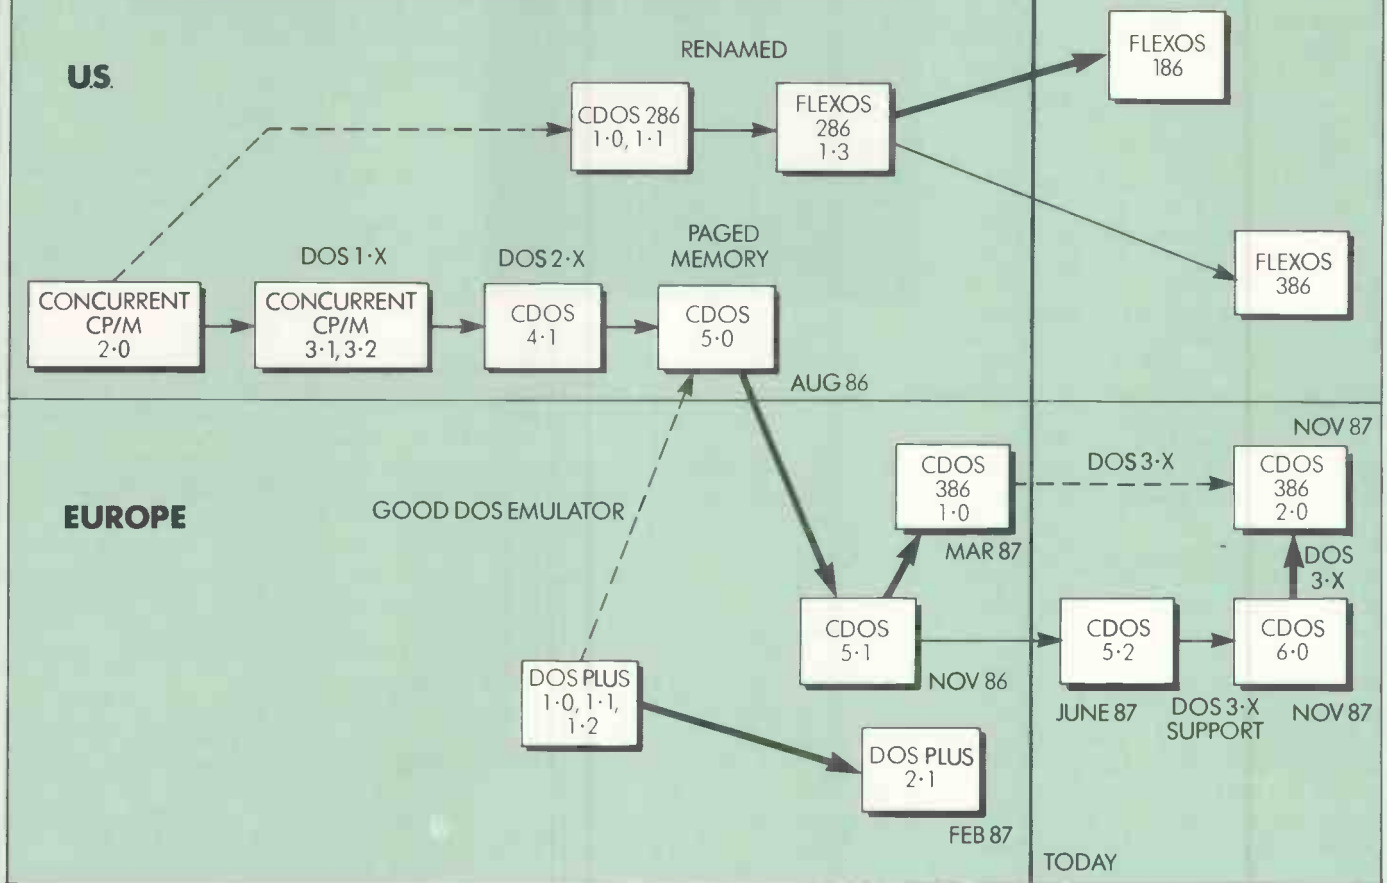 U.S.
RENAMED
CDOS 286
1·0, 1·1
FLEXOS
286
1·3
FLEXOS
186
DOS 1·X
DOS 2·X
PAGED
MEMORY
FLEXOS
386
CONCURRENT
CP/M
2·0
CONCURRENT
CP/M
3·1, 3·2
CDOS
4·1
CDOS
5·0
AUG 86
EUROPE
GOOD DOS EMULATOR
CDOS
386
1·0
MAR 87
DOS 3·X
NOV 87
CDOS
386
2·0
DOS
3·X
CDOS
5·1
NOV 86
CDOS
5·2
JUNE 87
DOS 3·X
SUPPORT
CDOS
6·0
NOV 87
DOS PLUS
1·0, 1·1,
1·2
DOS PLUS
2·1
FEB 87
TODAY